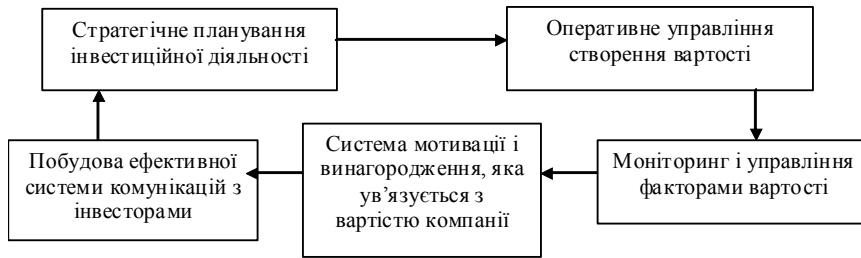 Стратегічне планування
інвестиційної діяльності
Оперативне управління
створення вартості
Моніторинг і управління
факторами вартості
Система мотивації і
винагородження, яка
ув’язується з
вартістю компанії
Побудова ефективної
системи комунікацій з
інвесторами